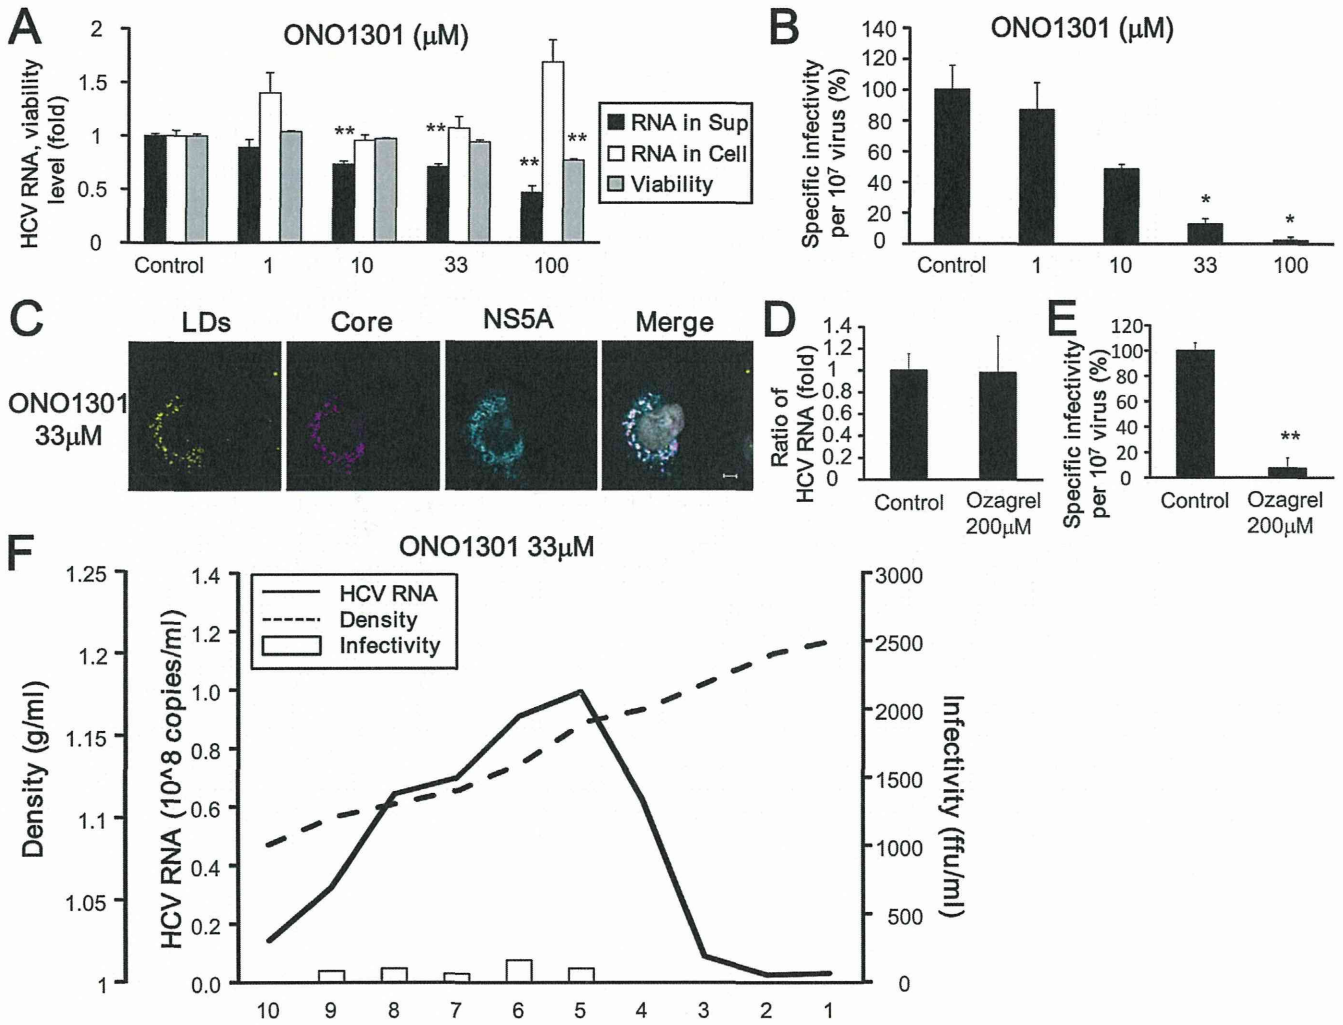 A
ONO1301 (μM)
HCV RNA, viability
level (fold)
2
1.5
1
0.5
0
**
**
**
**
Control 1 10 33 100
RNA in Sup
RNA in Cell
Viability
B
ONO1301 (μM)
Specific infectivity
per 10⁷ virus (%)
140
120
100
80
60
40
20
0
*
*
Control 1 10 33 100
C
LDs Core NS5A Merge
ONO1301
33μM
D
Ratio of
HCV RNA (fold)
1.4
1.2
1
0.8
0.6
0.4
0.2
0
Control Ozagrel
200μM
E
Specific infectivity
per 10⁷ virus (%)
120
100
80
60
40
20
0
**
Control Ozagrel
200μM
F
ONO1301 33μM
Density (g/ml)
1.25
1.2
1.15
1.1
1.05
1
HCV RNA (10^8 copies/ml)
1.4
1.2
1.0
0.8
0.6
0.4
0.2
0.0
HCV RNA
Density
Infectivity
3000
2500
2000
1500
1000
500
0
Infectivity (ffu/ml)
10 9 8 7 6 5 4 3 2 1